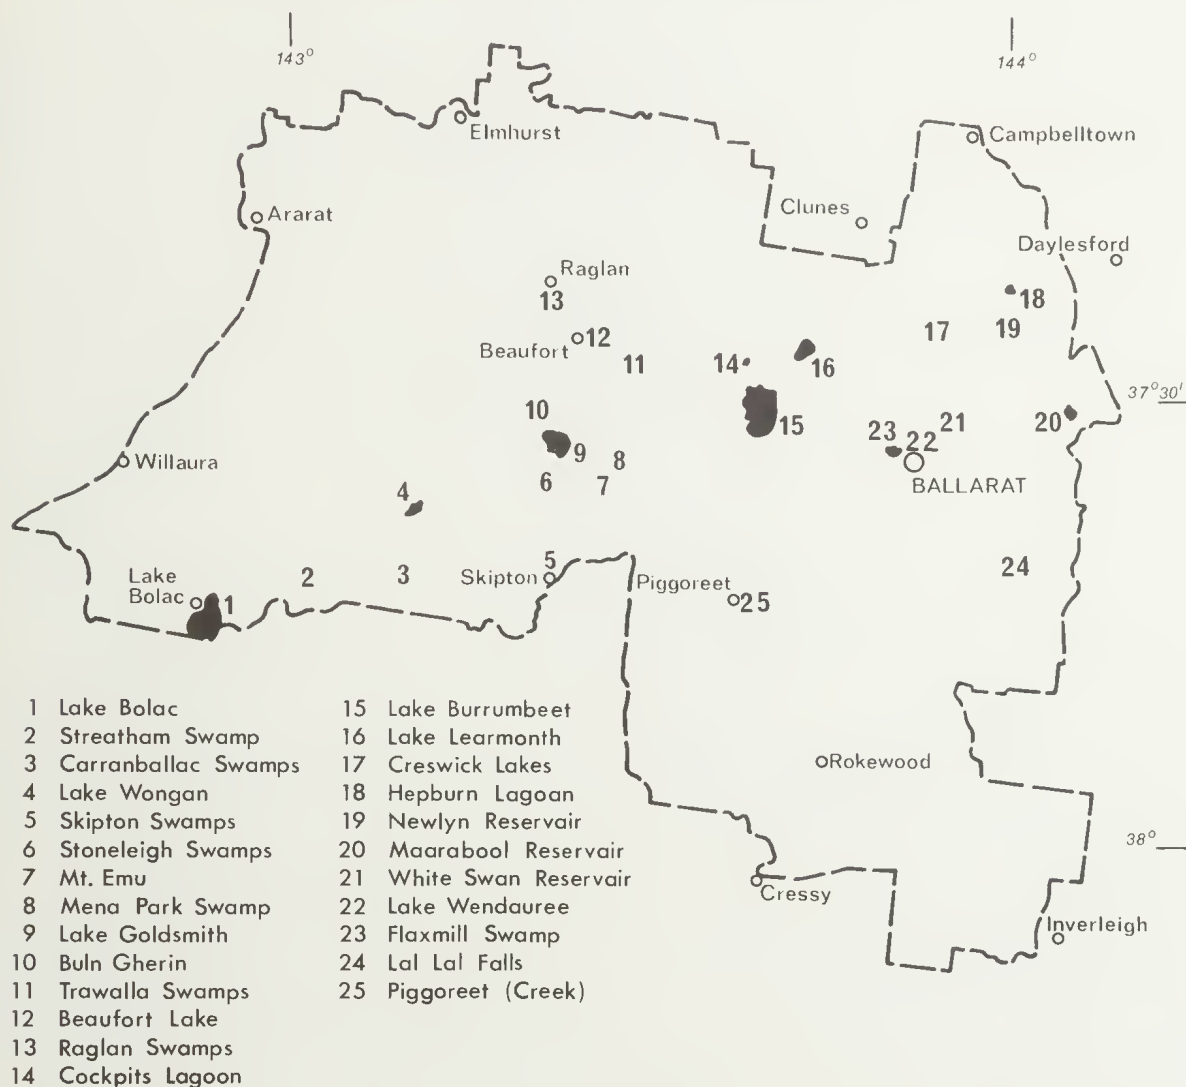 143°
144°
Elmhurst
Campbelltown
Ararat
Clunes
Daylesford
Raglan
13
18
19
17
Beaufort 12
11
14
16
37°30'
10
15
20
21
23
22
9
8
Willaura
BALLARAT
6
7
4
5
24
2
3
Skipton
Lake
Bolac
1
Piggoreet
25
1 Lake Bolac
2 Streatham Swamp
3 Carranballac Swamps
4 Lake Wongan
5 Skipton Swamps
6 Stoneleigh Swamps
7 Mt. Emu
8 Mena Park Swamp
9 Lake Goldsmith
10 Buln Gherin
11 Trawalla Swamps
12 Beaufort Lake
13 Raglan Swamps
14 Cockpits Lagoon
15 Lake Burrumbeet
16 Lake Learmonth
17 Creswick Lakes
18 Hepburn Lagoan
19 Newlyn Reservair
20 Maarabool Reservair
21 White Swan Reservair
22 Lake Wendauree
23 Flaxmill Swamp
24 Lal Lal Falls
25 Piggoreet (Creek)
Rokewood
38°
Cressy
Inverleigh